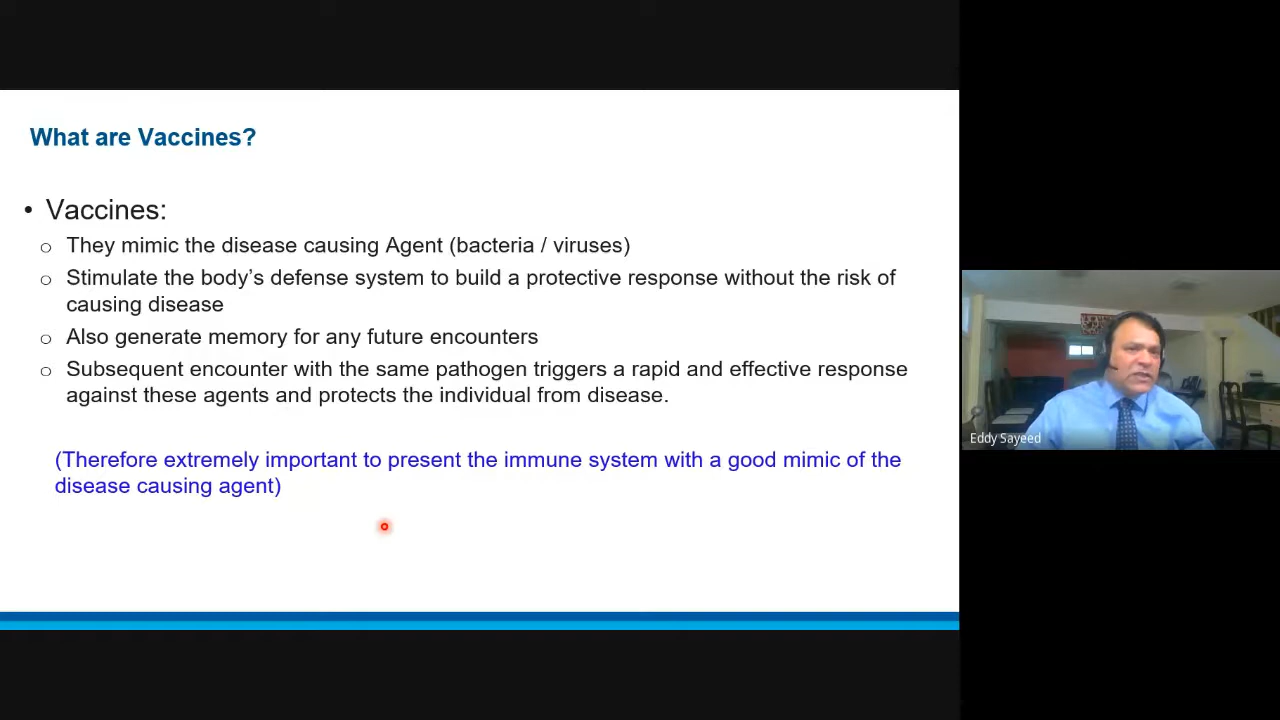 What are Vaccines?
• Vaccines:
o They mimic the disease causing Agent (bacteria / viruses)
o Stimulate the body's defense system to build a protective response without the risk of
causing disease
o Also generate memory for any future encounters
o Subsequent encounter with the same pathogen triggers a rapid and effective response
against these agents and protects the individual from disease.
(Therefore extremely important to present the immune system with a good mimic of the
disease causing agent)
Eddy Sayeed